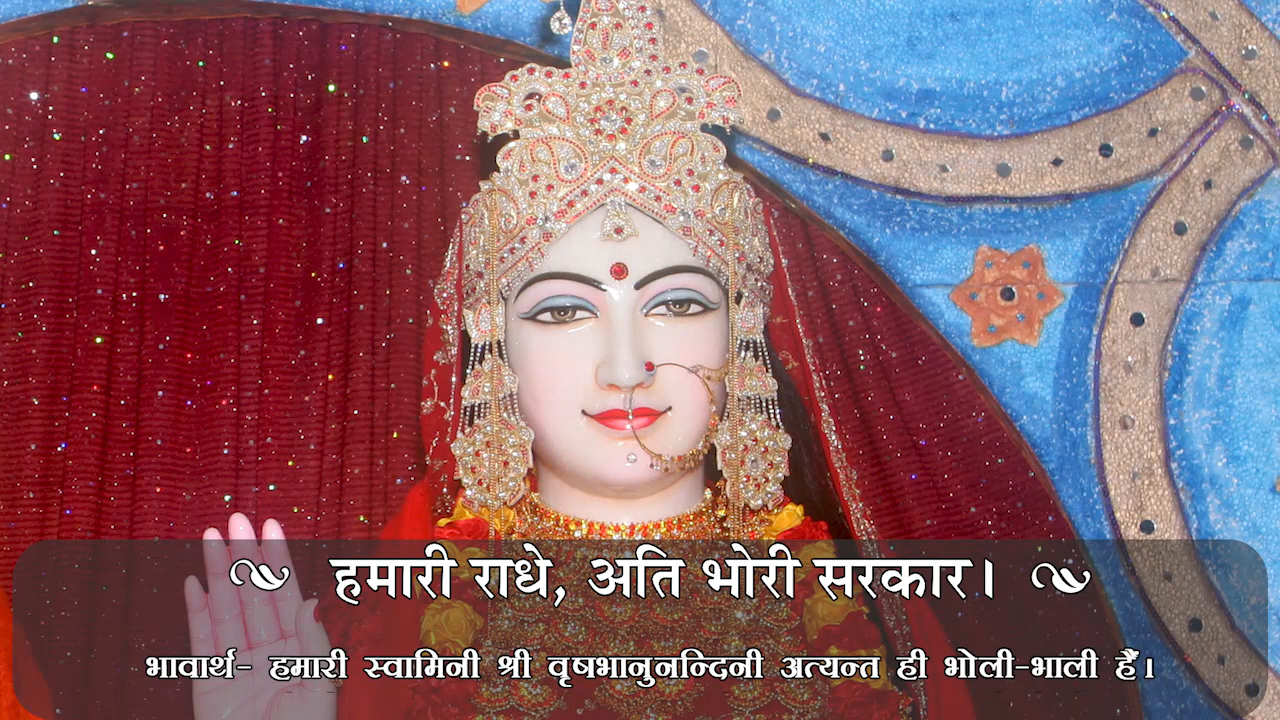 हमारी राधे, अति भोरी सरकार।
भावार्थ- हमारी स्वामिनी श्री वृषभानुनन्दिनी अत्यन्त ही भोली-भाली हैं।